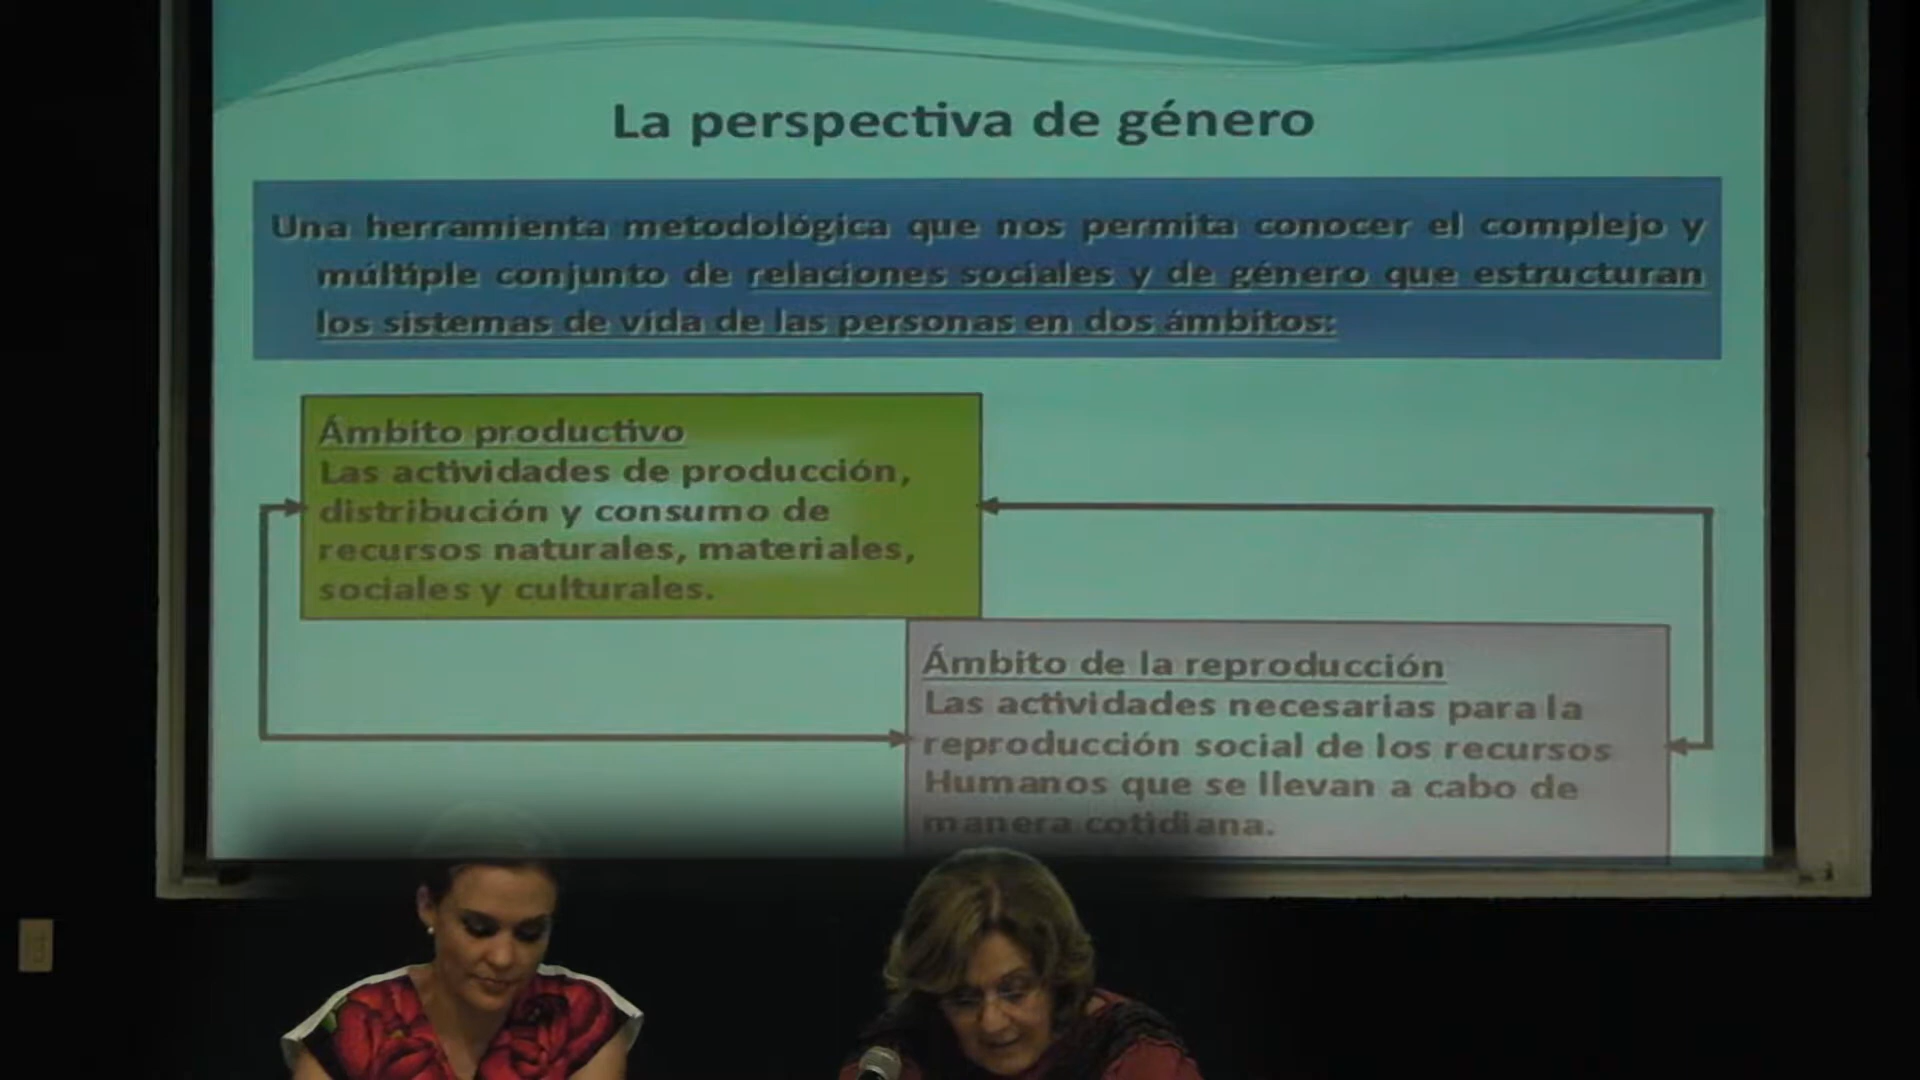 La perspectiva de género
Una herramienta metodológica que nos permita conocer el complejo y
múltiple conjunto de relaciones sociales y de género que estructuran
los sistemas de vida de las personas en dos ámbitos:
Ámbito productivo
Las actividades de producción,
distribución y consumo de
recursos naturales, materiales,
sociales y culturales.
Ámbito de la reproducción
Las actividades necesarias para la
reproducción social de los recursos
Humanos que se llevan a cabo de
manera cotidiana.